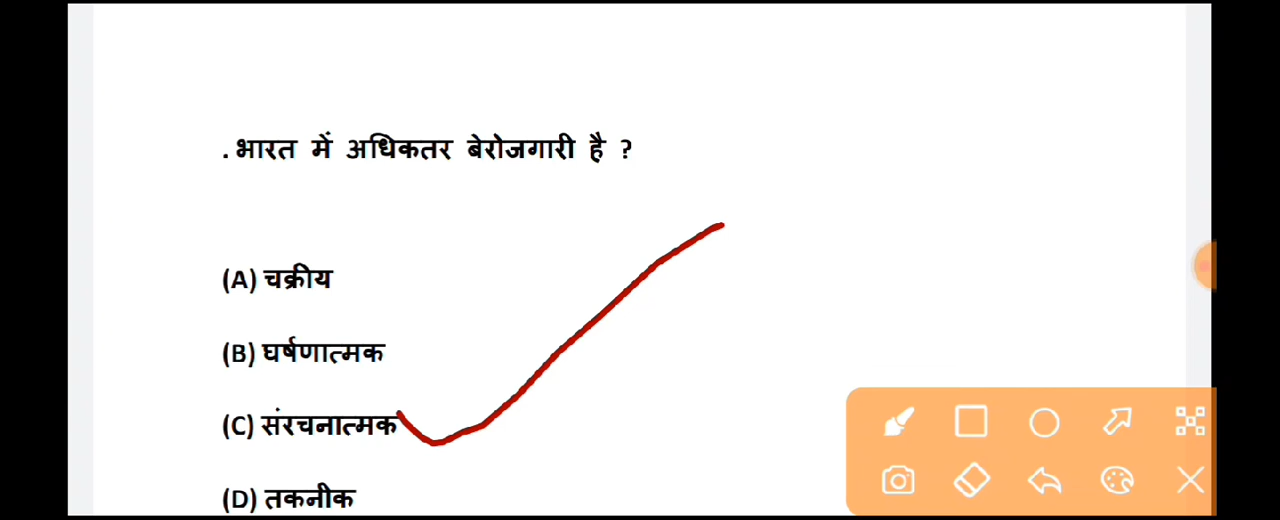 . भारत में अधिकतर बेरोजगारी है ?
(A) चक्रीय
(B) घर्षणात्मक
(C) संरचनात्मक
(D) तकनीक